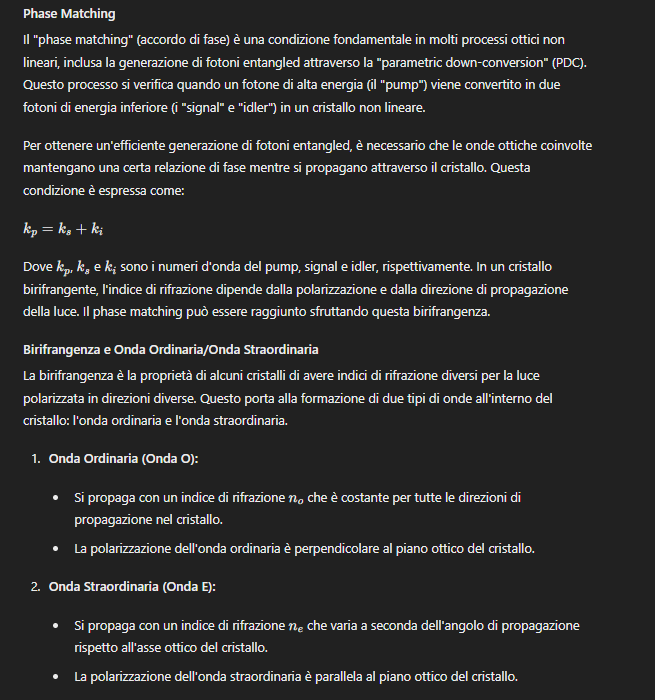 Phase Matching
Il "phase matching" (accordo di fase) è una condizione fondamentale in molti processi ottici non
lineari, inclusa la generazione di fotoni entangled attraverso la "parametric down-conversion" (PDC).
Questo processo si verifica quando un fotone di alta energia (il "pump") viene convertito in due
fotoni di energia inferiore (i "signal" e "idler") in un cristallo non lineare.
Per ottenere un'efficiente generazione di fotoni entangled, è necessario che le onde ottiche coinvolte
mantengano una certa relazione di fase mentre si propagano attraverso il cristallo. Questa
condizione è espressa come:
k_p = k_s + k_i
Dove k_p, k_s e k_i sono i numeri d'onda del pump, signal e idler, rispettivamente. In un cristallo
birifrangente, l'indice di rifrazione dipende dalla polarizzazione e dalla direzione di propagazione
della luce. Il phase matching può essere raggiunto sfruttando questa birifrangenza.
Birifrangenza e Onda Ordinaria/Onda Straordinaria
La birifrangenza è la proprietà di alcuni cristalli di avere indici di rifrazione diversi per la luce
polarizzata in direzioni diverse. Questo porta alla formazione di due tipi di onde all'interno del
cristallo: l'onda ordinaria e l'onda straordinaria.
1. Onda Ordinaria (Onda O):
• Si propaga con un indice di rifrazione n_o che è costante per tutte le direzioni di
propagazione nel cristallo.
• La polarizzazione dell'onda ordinaria è perpendicolare al piano ottico del cristallo.
2. Onda Straordinaria (Onda E):
• Si propaga con un indice di rifrazione n_e che varia a seconda dell'angolo di propagazione
rispetto all'asse ottico del cristallo.
• La polarizzazione dell'onda straordinaria è parallela al piano ottico del cristallo.